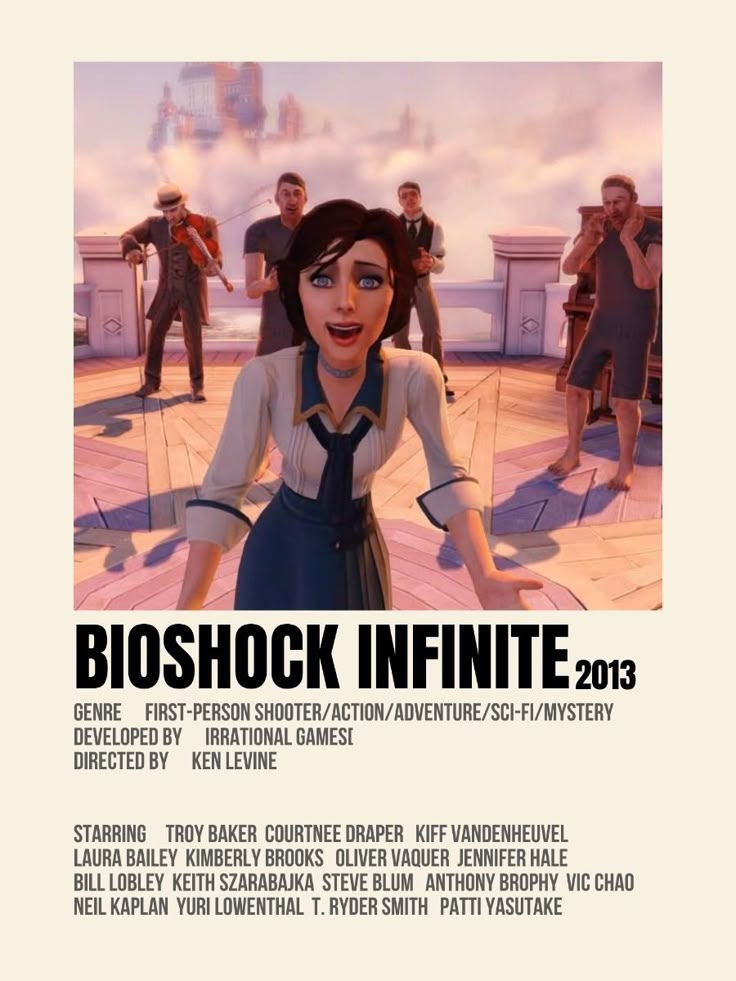 BIOSHOCK INFINITE 2013
GENRE FIRST-PERSON SHOOTER/ACTION/ADVENTURE/SCI-FI/MYSTERY
DEVELOPED BY IRRATIONAL GAMES[
DIRECTED BY KEN LEVINE
STARRING TROY BAKER COURTNEE DRAPER KIFF VANDENHEUVEL
LAURA BAILEY KIMBERLY BROOKS OLIVER VAQUER JENNIFER HALE
BILL LOBLEY KEITH SZARABAJKA STEVE BLUM ANTHONY BROPHY VIC CHAO
NEIL KAPLAN YURI LOWENTHAL T. RYDER SMITH PATTI YASUTAKE